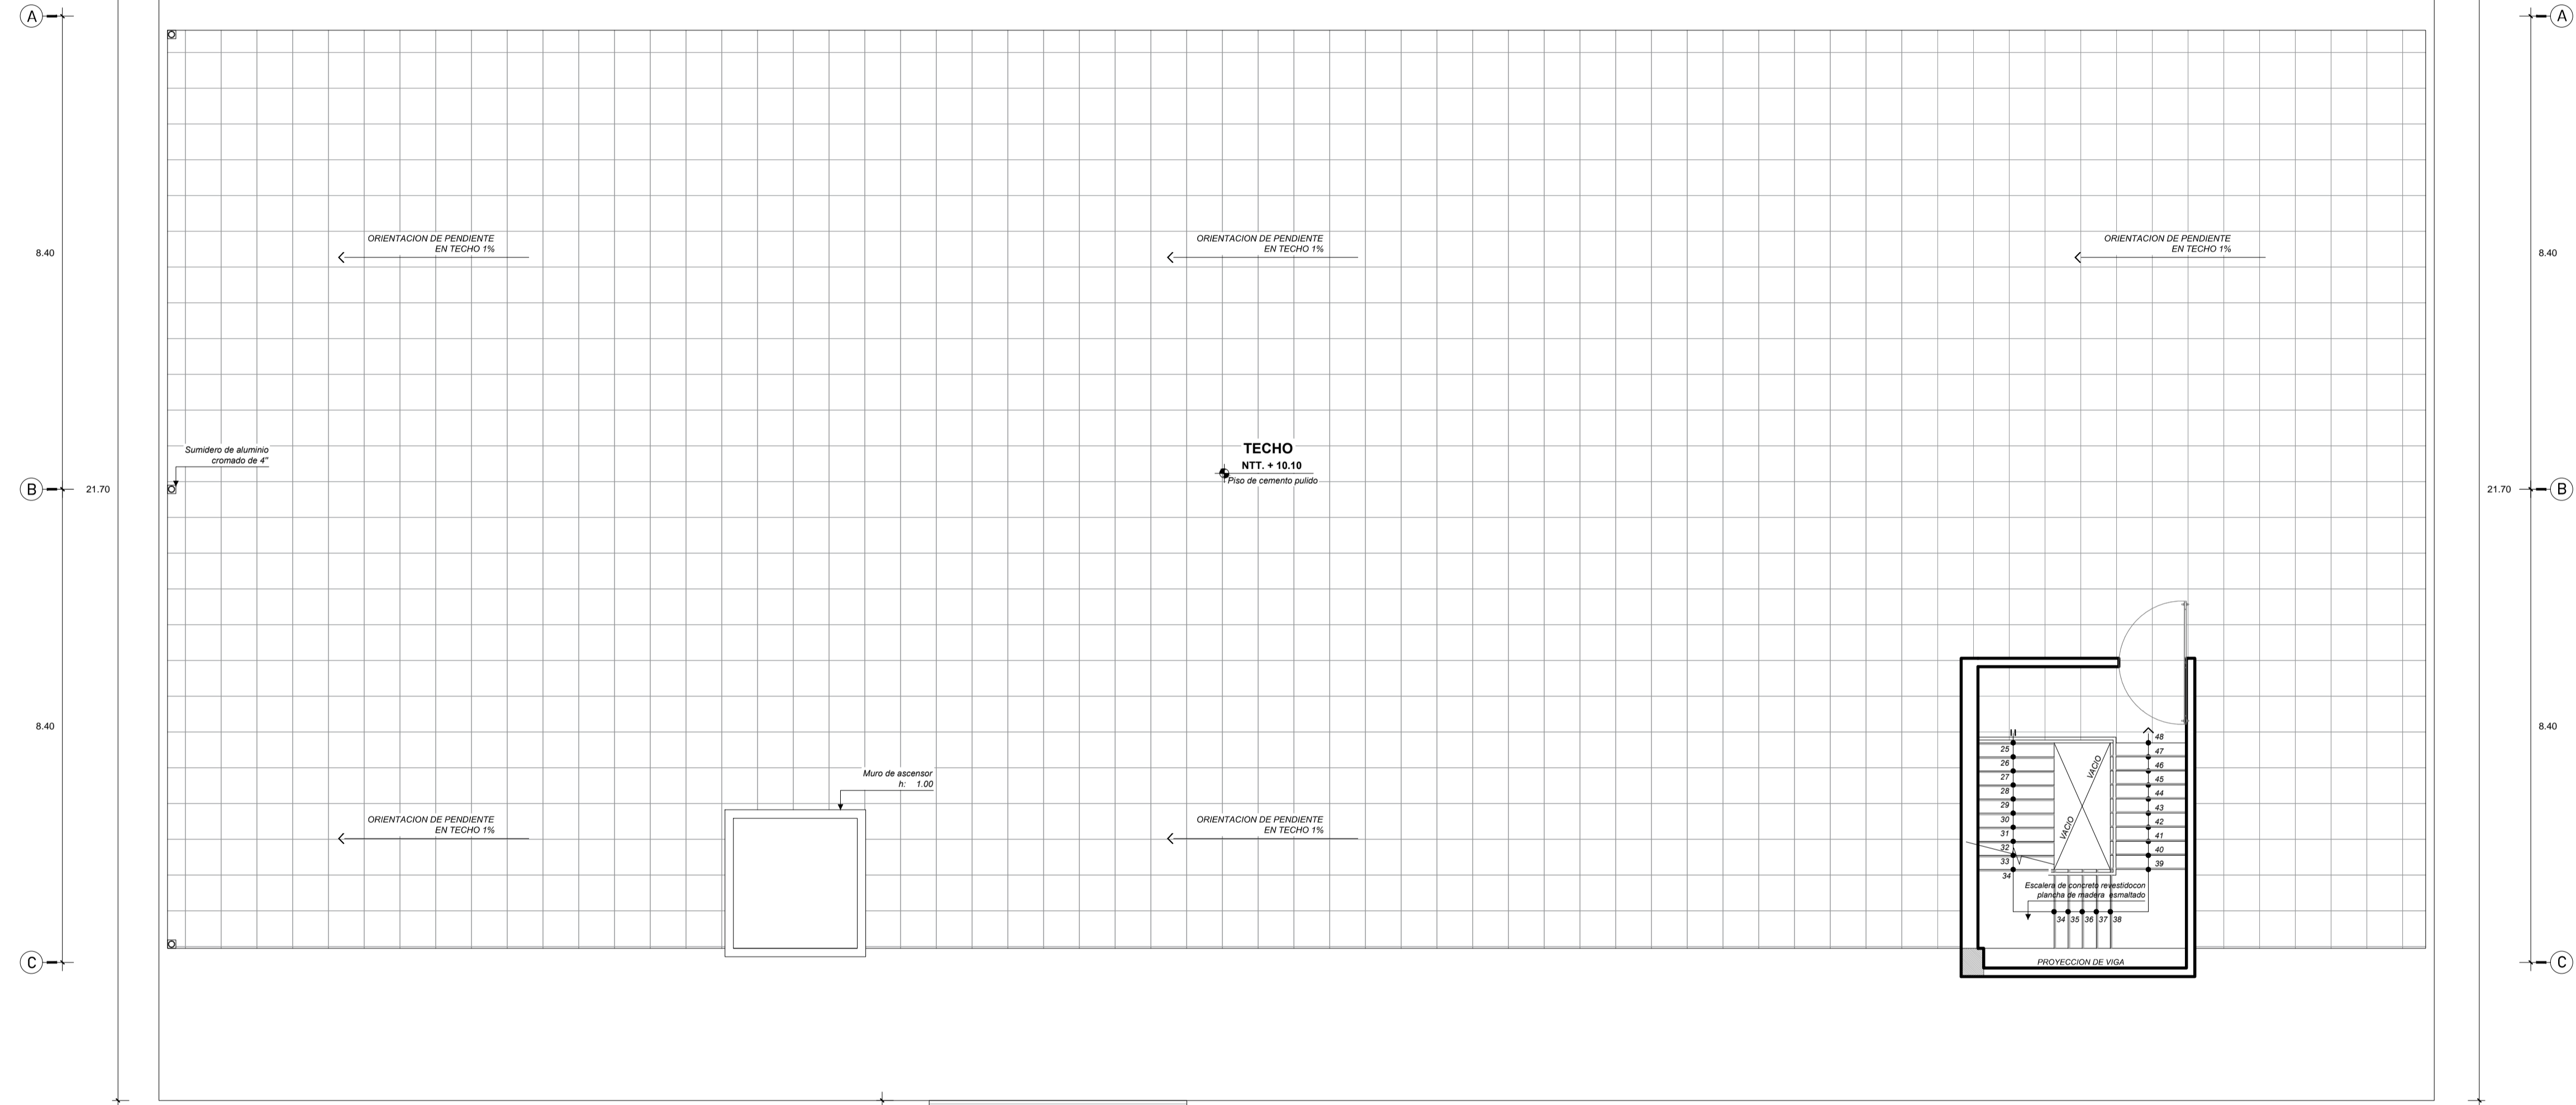 A
A
ORIENTACION DE PENDIENTE
EN TECHO 1%
ORIENTACION DE PENDIENTE
EN TECHO 1%
ORIENTACION DE PENDIENTE
EN TECHO 1%
8.40
8.40
Sumidero de aluminio
cromado de 4"
TECHO
NTT. + 10.10
Piso de cemento pulido
B
21.70
21.70
B
8.40
8.40
Muro de ascensor
h: 1.00
ORIENTACION DE PENDIENTE
EN TECHO 1%
ORIENTACION DE PENDIENTE
EN TECHO 1%
25
26
27
28
29
30
31
32
33
34
VACIO
VACIO
48
47
46
45
44
43
42
41
40
39
Escalera de concreto revestidocon
plancha de madera esmaltado
34 35 36 37 38
PROYECCION DE VIGA
C
C